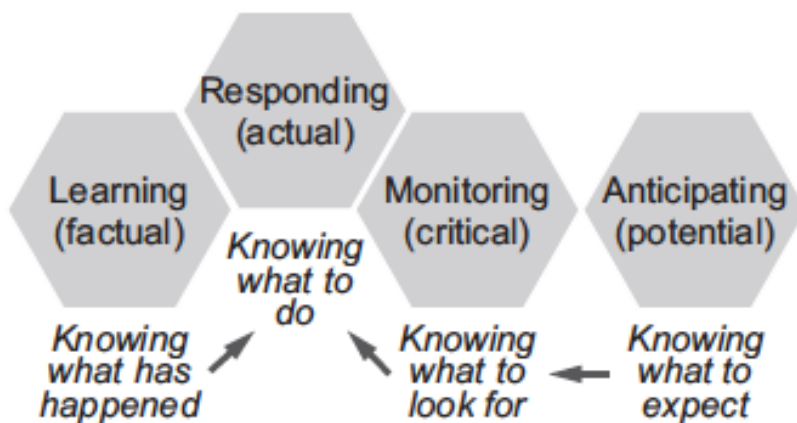 Responding
(actual)
Learning
(factual)
Monitoring
(critical)
Anticipating
(potential)
Knowing
what to
do
Knowing
what has
happened
Knowing
what to
look for
Knowing
what to
expect